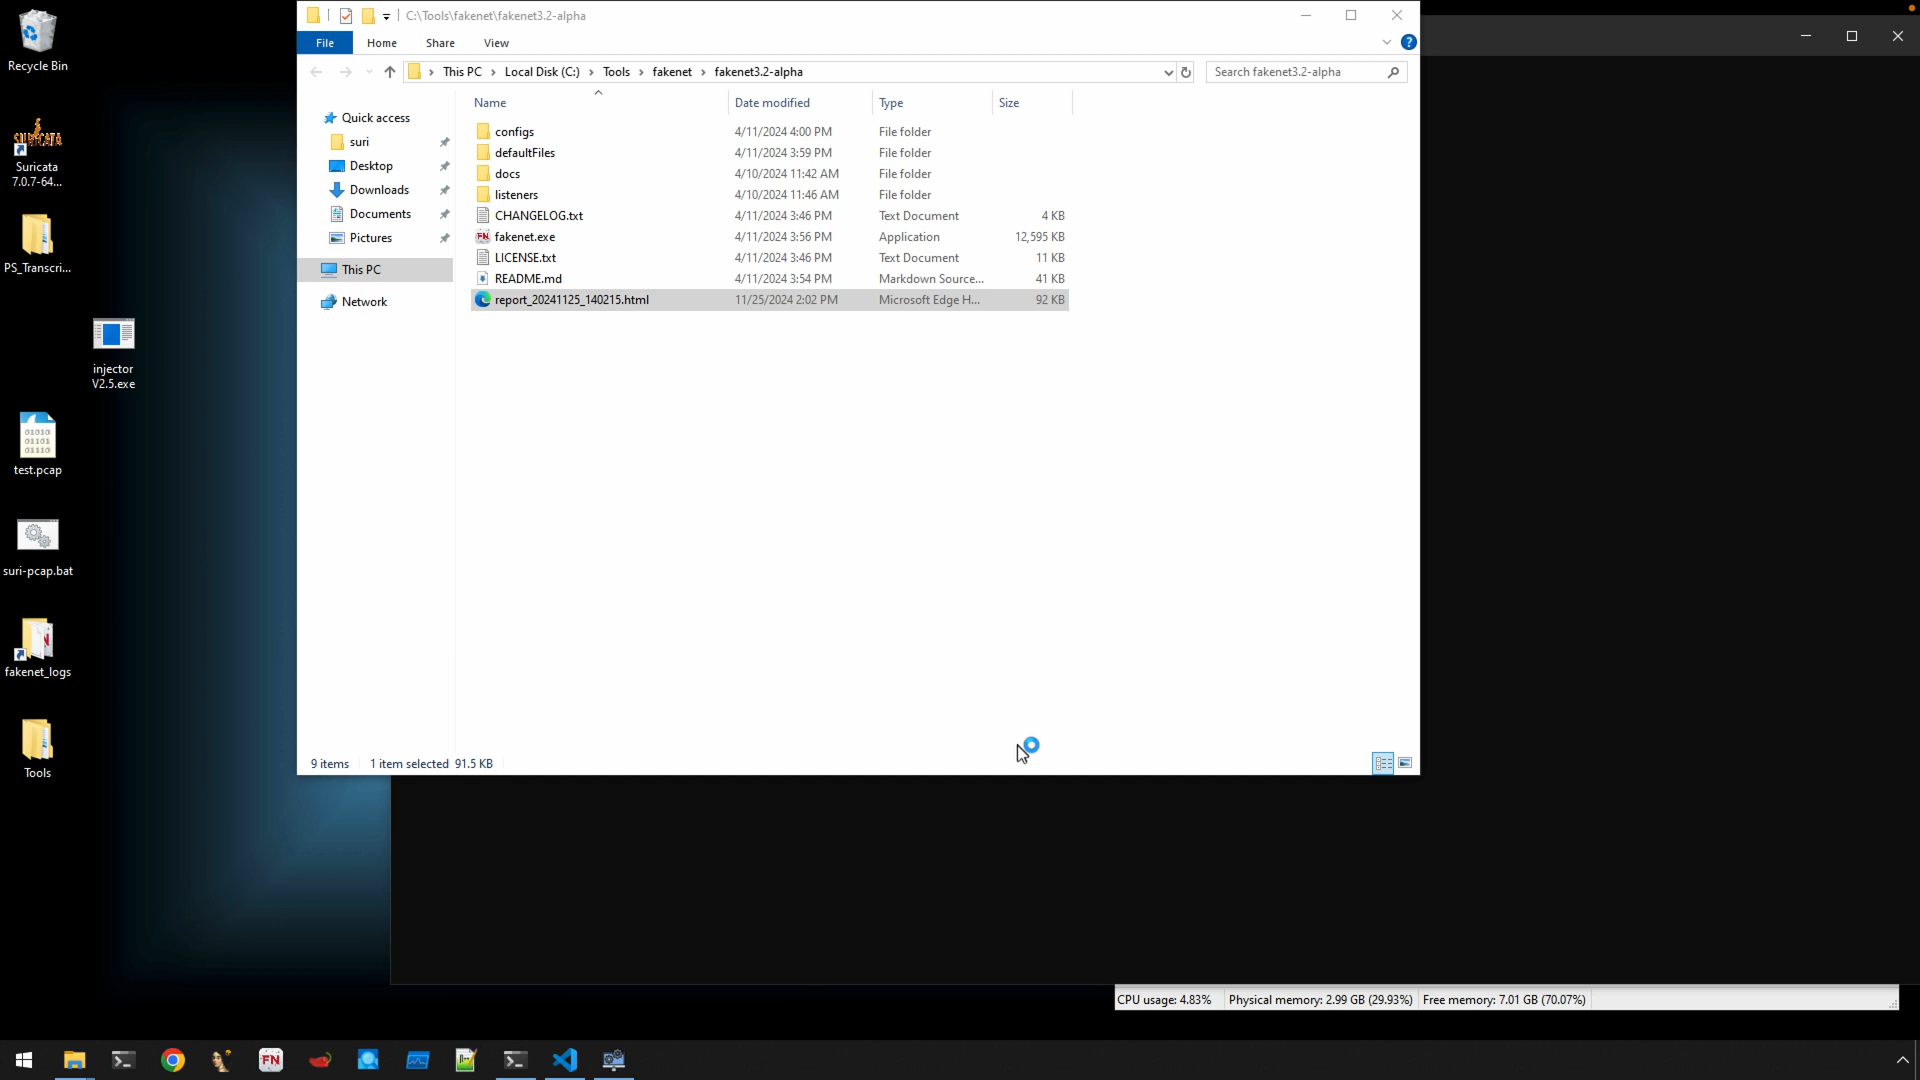 C:\Tools\fakenet\fakenet3.2-alpha
File Home Share View
This PC Local Disk (C:) Tools fakenet fakenet3.2-alpha
Search fakenet3.2-alpha
Name Date modified Type Size
Quick access
suri
Desktop
Downloads
Documents
Pictures
This PC
Network
configs 4/11/2024 4:00 PM File folder
defaultFiles 4/11/2024 3:59 PM File folder
docs 4/10/2024 11:42 AM File folder
listeners 4/10/2024 11:46 AM File folder
CHANGELOG.txt 4/11/2024 3:46 PM Text Document 4 KB
fakenet.exe 4/11/2024 3:56 PM Application 12,595 KB
LICENSE.txt 4/11/2024 3:46 PM Text Document 11 KB
README.md 4/11/2024 3:54 PM Markdown Source... 41 KB
report_20241125_140215.html 11/25/2024 2:02 PM Microsoft Edge H... 92 KB
9 items 1 item selected 91.5 KB
Recycle Bin
SURICATA
Suricata
7.0.7-64...
PS_Transcri...
injector
V2.5.exe
01010
01101
01110
test.pcap
suri-pcap.bat
fakenet_logs
Tools
CPU usage: 4.83% Physical memory: 2.99 GB (29.93%) Free memory: 7.01 GB (70.07%)
FN